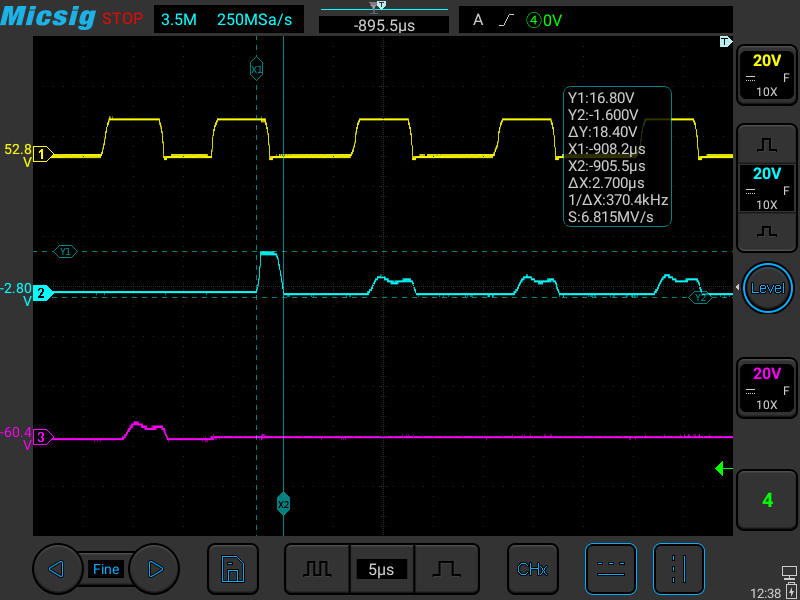 Micsig STOP 3.5M 250MSa/s T -895.5µs A 4 0V
T
20V
F
10X
X1
Y1:16.80V
Y2:-1.600V
ΔY:18.40V
X1:-908.2µs
X2:-905.5µs
ΔX:2.700µs
1/ΔX:370.4kHz
S:6.815MV/s
52.8
V
1
20V
F
10X
Y1
-2.80
V
2
Y2
Level
20V
F
10X
-60.4
V
3
X2
4
Fine
5µs
CHx
12:38